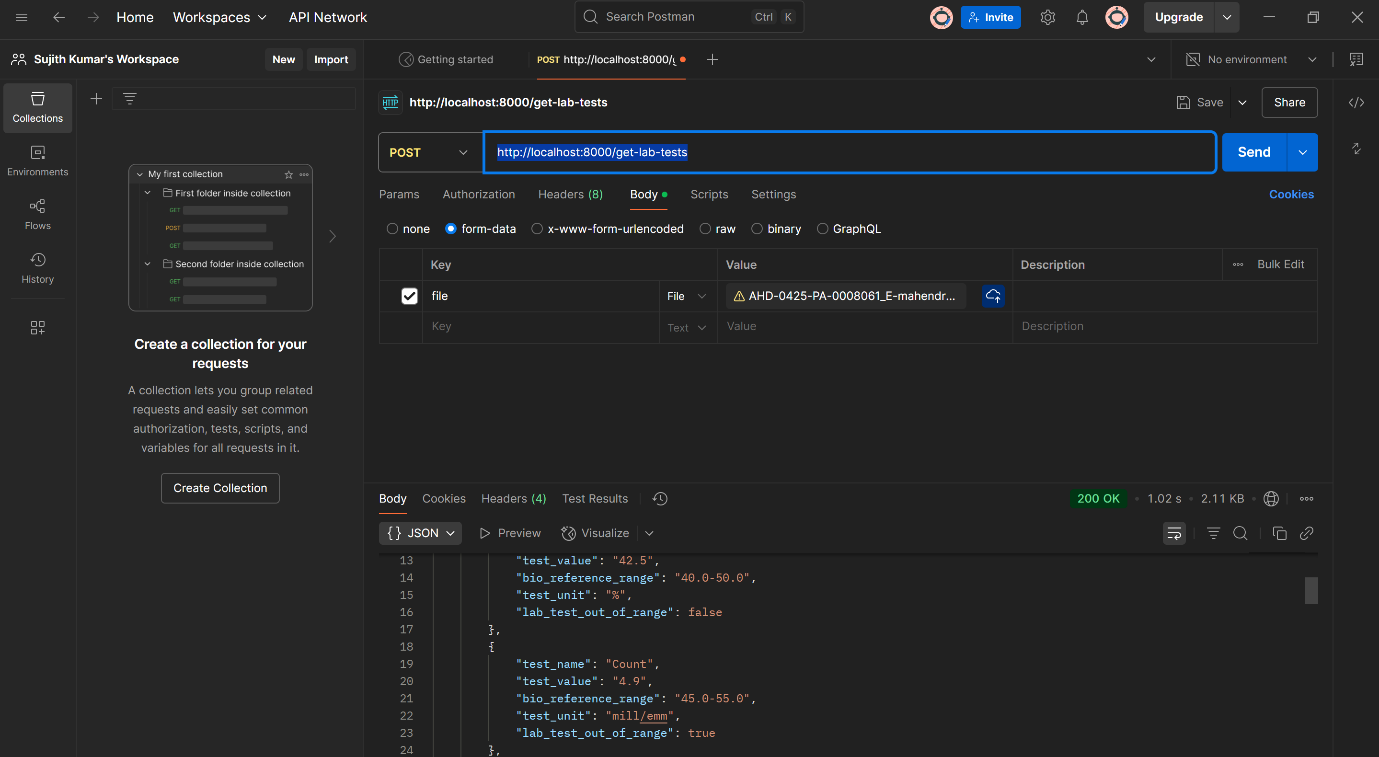 Home Workspaces API Network Search Postman Ctrl K Invite Upgrade
Sujith Kumar's Workspace New Import
Getting started POST http://localhost:8000/g No environment
Collections
Environments
Flows
History
My first collection
First folder inside collection
GET
POST
GET
Second folder inside collection
GET
GET
Create a collection for your
requests
A collection lets you group related
requests and easily set common
authorization, tests, scripts, and
variables for all requests in it.
Create Collection
HTTP http://localhost:8000/get-lab-tests Save Share
POST http://localhost:8000/get-lab-tests Send
Params Authorization Headers (8) Body Scripts Settings Cookies
none form-data x-www-form-urlencoded raw binary GraphQL
Key Value Description Bulk Edit
file File AHD-0425-PA-0008061_E-mahendr...
Key Text Value Description
Body Cookies Headers (4) Test Results 200 OK 1.02 s 2.11 KB
{} JSON Preview Visualize
13 "test_value": "42.5",
14 "bio_reference_range": "40.0-50.0",
15 "test_unit": "%",
16 "lab_test_out_of_range": false
17 },
18 {
19 "test_name": "Count",
20 "test_value": "4.9",
21 "bio_reference_range": "45.0-55.0",
22 "test_unit": "mill/emm",
23 "lab_test_out_of_range": true
24 },